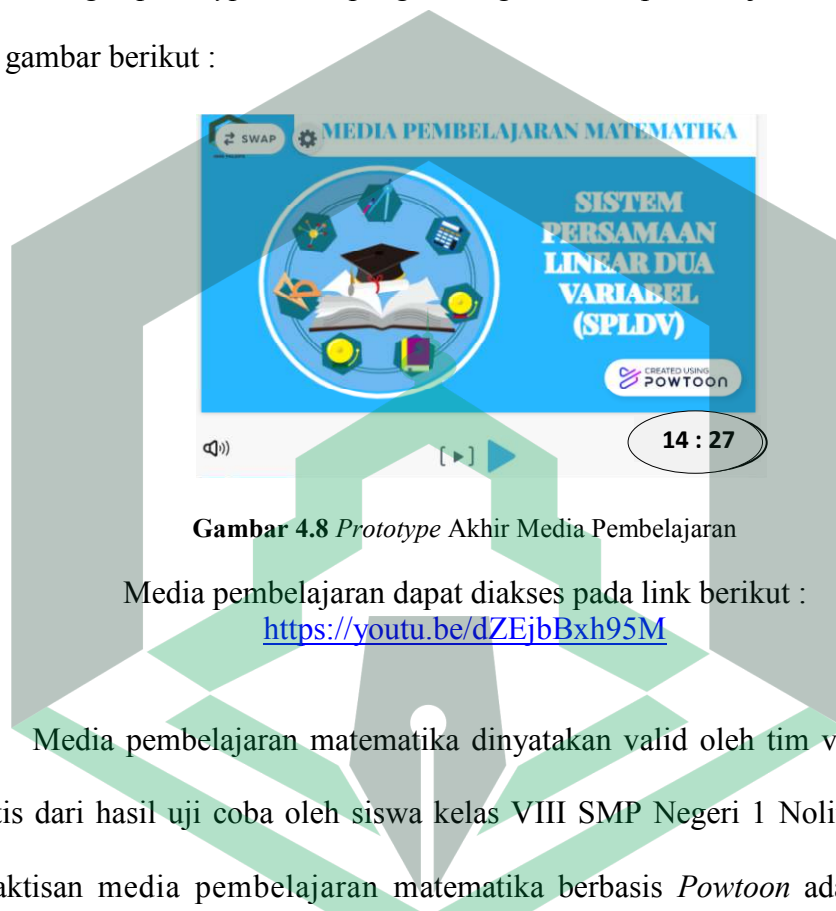 gambar berikut :
SWAP
MEDIA PEMBELAJARAN MATEMATIKA
SISTEM
PERSAMAAN
LINEAR DUA
VARIABEL
(SPLDV)
CREATED USING
POWTOON
14 : 27
Gambar 4.8 Prototype Akhir Media Pembelajaran
Media pembelajaran dapat diakses pada link berikut :
https://youtu.be/dZEjbBxh95M
Media pembelajaran matematika dinyatakan valid oleh tim v
tis dari hasil uji coba oleh siswa kelas VIII SMP Negeri 1 Noli
aktisan media pembelajaran matematika berbasis Powtoon ada